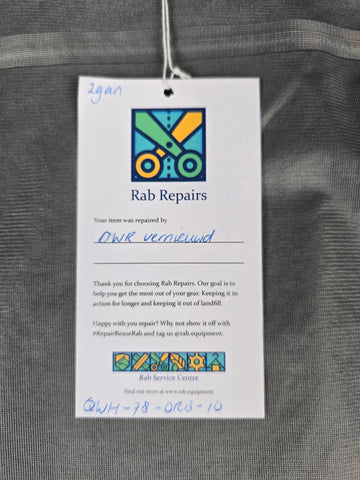 2gan
Rab Repairs
Your item was repaired by
DWR vernieuwd
Thank you for choosing Rab Repairs. Our goal is to
help you get the most out of your gear. Keeping it in
action for longer and keeping it out of landfill.
Happy with you repair? Why not show it off with
#RepairReuseRab and tag us @rab.equipment.
Rab Service Centre
Find out more at www.rab.equipment
QWH-78-ORB-10